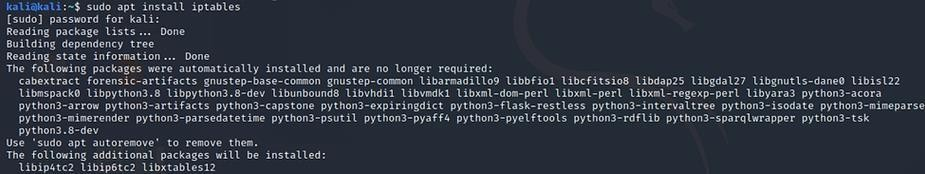 kali@kali:~$ sudo apt install iptables
[sudo] password for kali:
Reading package lists... Done
Building dependency tree
Reading state information... Done
The following packages were automatically installed and are no longer required:
cabextract forensic-artifacts gnustep-base-common gnustep-common libarmadillo9 libbfio1 libcfitsio8 libdap25 libgdal27 libgnutls-dane0 libisl22
libmspack0 libpython3.8 libpython3.8-dev libunbound8 libvhdi1 libvmdk1 libxml-dom-perl libxml-perl libxml-regexp-perl libyara3 python3-acora
python3-arrow python3-artifacts python3-capstone python3-expiringdict python3-flask-restless python3-intervaltree python3-isodate python3-mimeparse
python3-mimerender python3-parsedatetime python3-psutil python3-pyaff4 python3-pyelftools python3-rdflib python3-sparqlwrapper python3-tsk
python3.8-dev
Use 'sudo apt autoremove' to remove them.
The following additional packages will be installed:
libip4tc2 libip6tc2 libxtables12